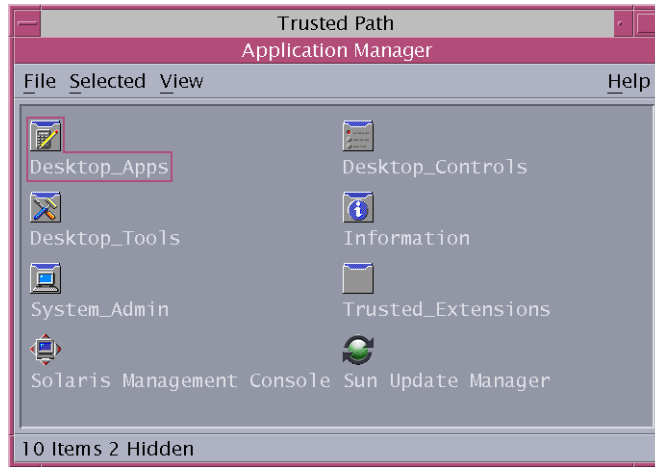 Trusted Path
Application Manager
File Selected View Help
Desktop_Apps Desktop_Controls
Desktop_Tools Information
System_Admin Trusted_Extensions
Solaris Management Console Sun Update Manager
10 Items 2 Hidden